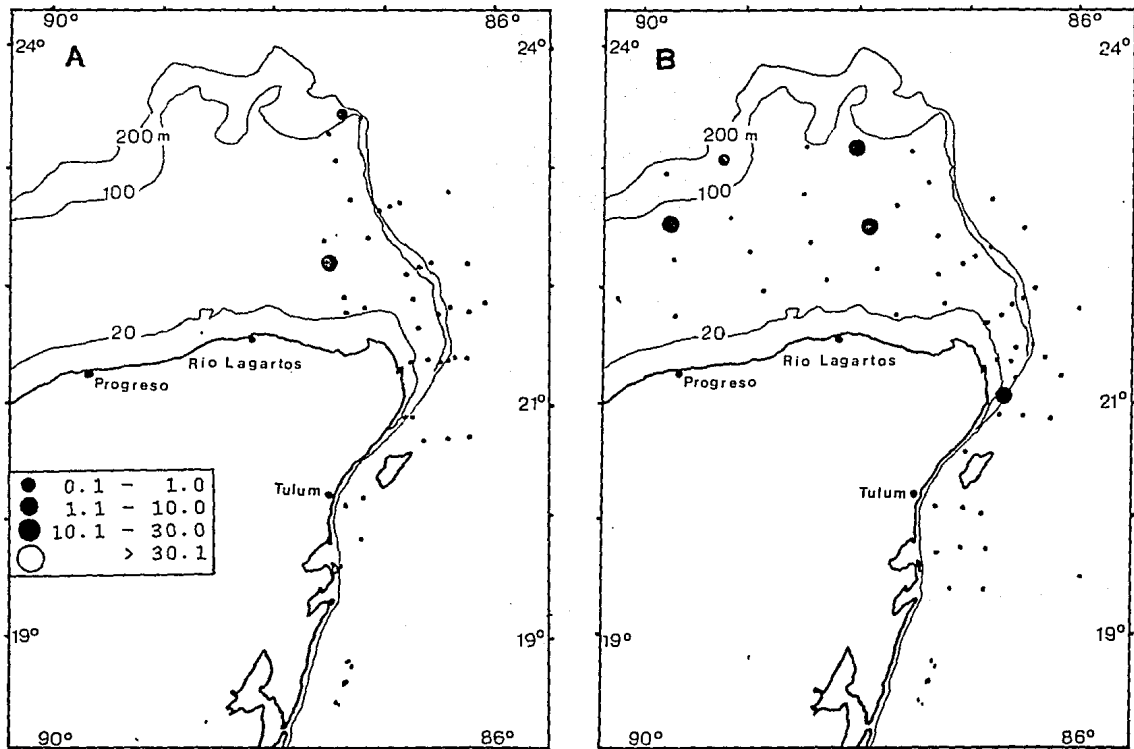 90° 86°
24° 24°
A
200 m
100
20
Río Lagartos
Progreso
21°
Tulum
0.1 - 1.0
1.1 - 10.0
10.1 - 30.0
> 30.1
19° 19°
90° 86°
90° 86°
24° 24°
B
200 m
100
20
Río Lagartos
Progreso
21°
Tulum
19° 19°
90° 86°